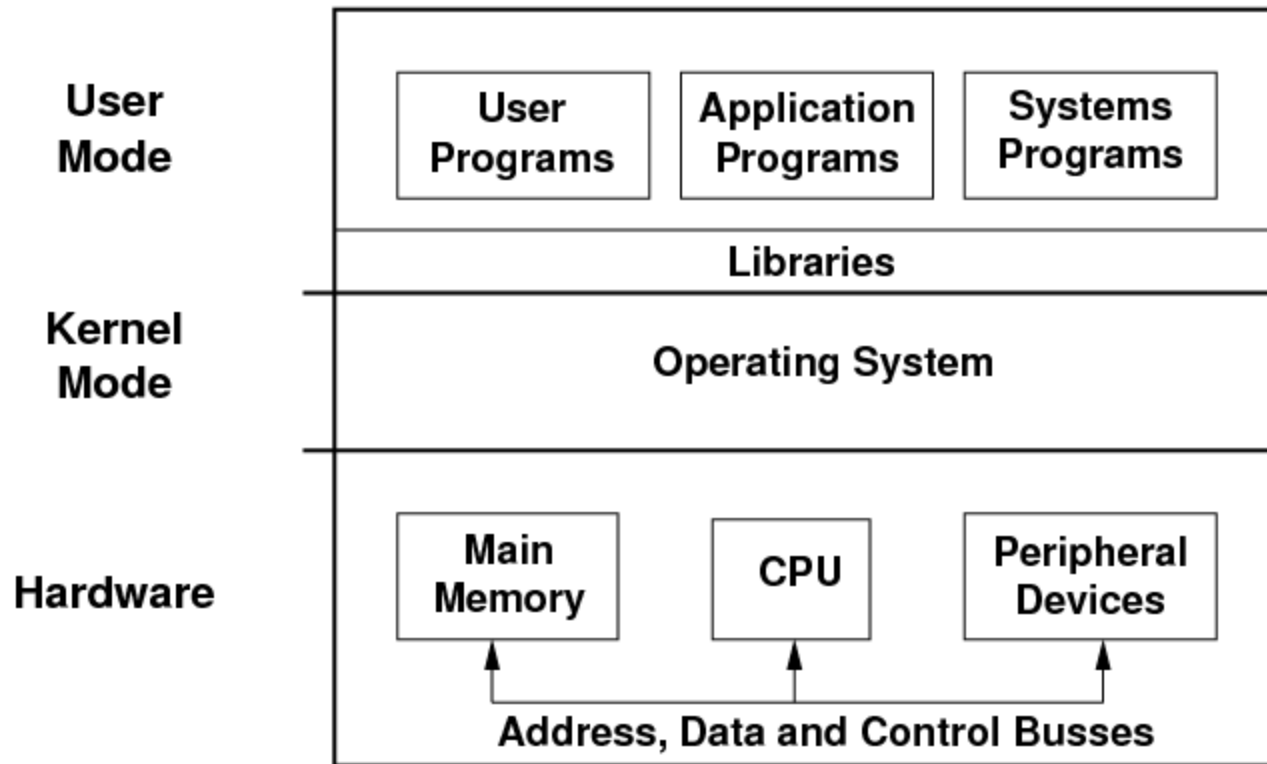 User
Mode
User
Programs
Application
Programs
Systems
Programs
Libraries
Kernel
Mode
Operating System
Hardware
Main
Memory
CPU
Peripheral
Devices
Address, Data and Control Busses